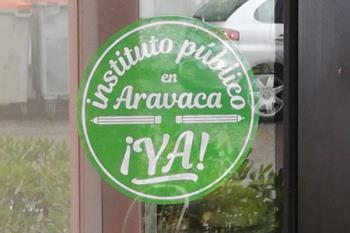 instituto público
en
Aravaca
¡YA!